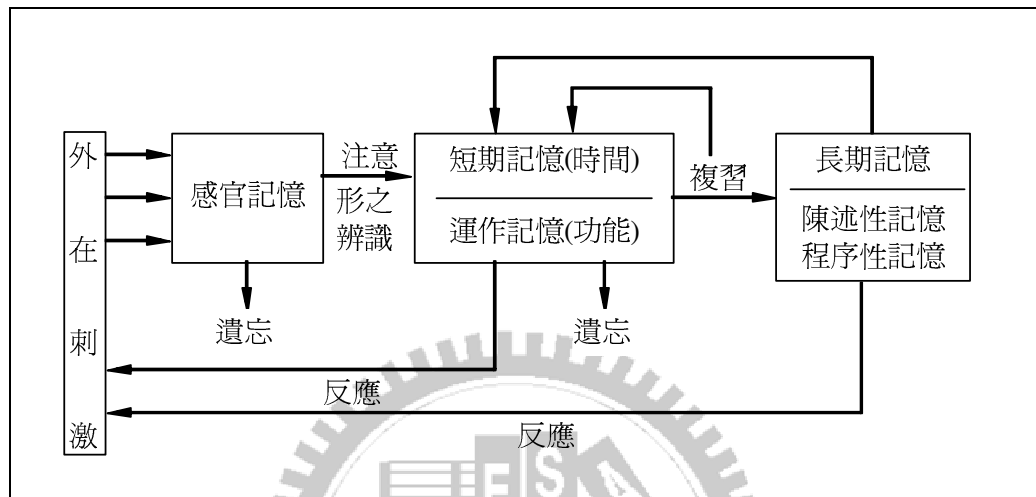 外在刺激
感官記憶
注意
形之
辨識
短期記憶(時間)
運作記憶(功能)
複習
長期記憶
陳述性記憶
程序性記憶
遺忘
遺忘
反應
反應
E S A